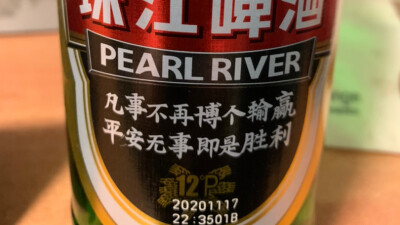 珠江啤酒
PEARL RIVER
凡事不再博个输赢
平安无事即是胜利
12°P
20201117
22:3501B